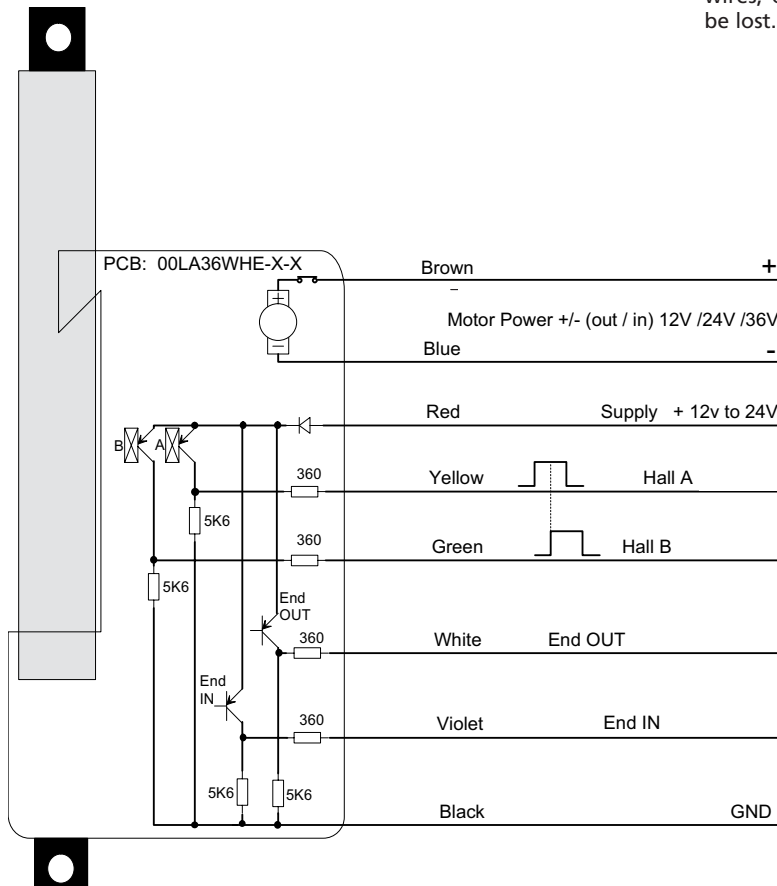 be lost.
PCB: 00LA36WHE-X-X
Brown +
–
+
Motor Power +/- (out / in) 12V /24V /36V
–
Blue -
Red Supply + 12v to 24V
B A
360
Yellow Hall A
5K6
360
Green Hall B
5K6
End
OUT
360
White End OUT
End
IN
360
Violet End IN
5K6 5K6
Black GND